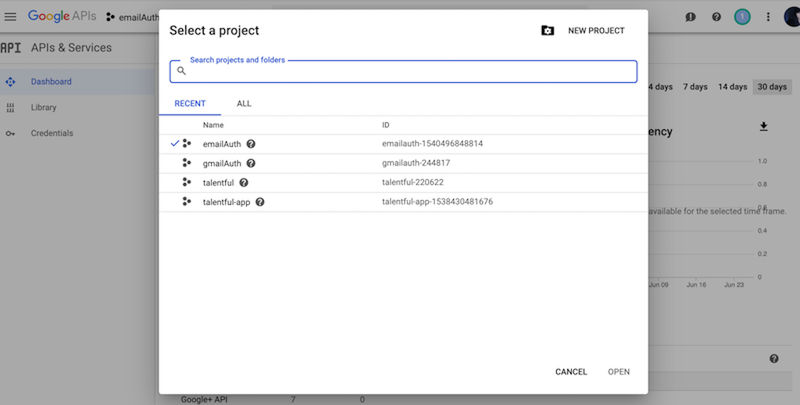 Google APIs
emailAuth
API
APIs & Services
Dashboard
Library
Credentials
Select a project
NEW PROJECT
Search projects and folders
RECENT
ALL
Name
ID
emailAuth
emailauth-1540496848814
gmailAuth
gmailauth-244817
talentful
talentful-220622
talentful-app
talentful-app-1538430481676
CANCEL
OPEN
4 days
7 days
14 days
30 days
ency
1.0
0.8
0.6
available for the selected time frame.
0.4
0.2
0
Jun 09
Jun 16
Jun 23
Google+ API
7
0